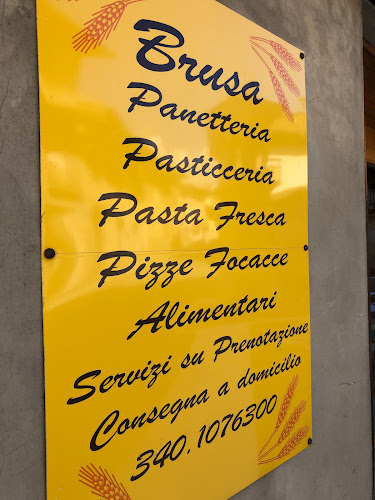 Brusa
Panetteria
Pasticceria
Pasta Fresca
Pizze Focacce
Alimentari
Servizi su Prenotazione
Consegna a domicilio
340.1076300